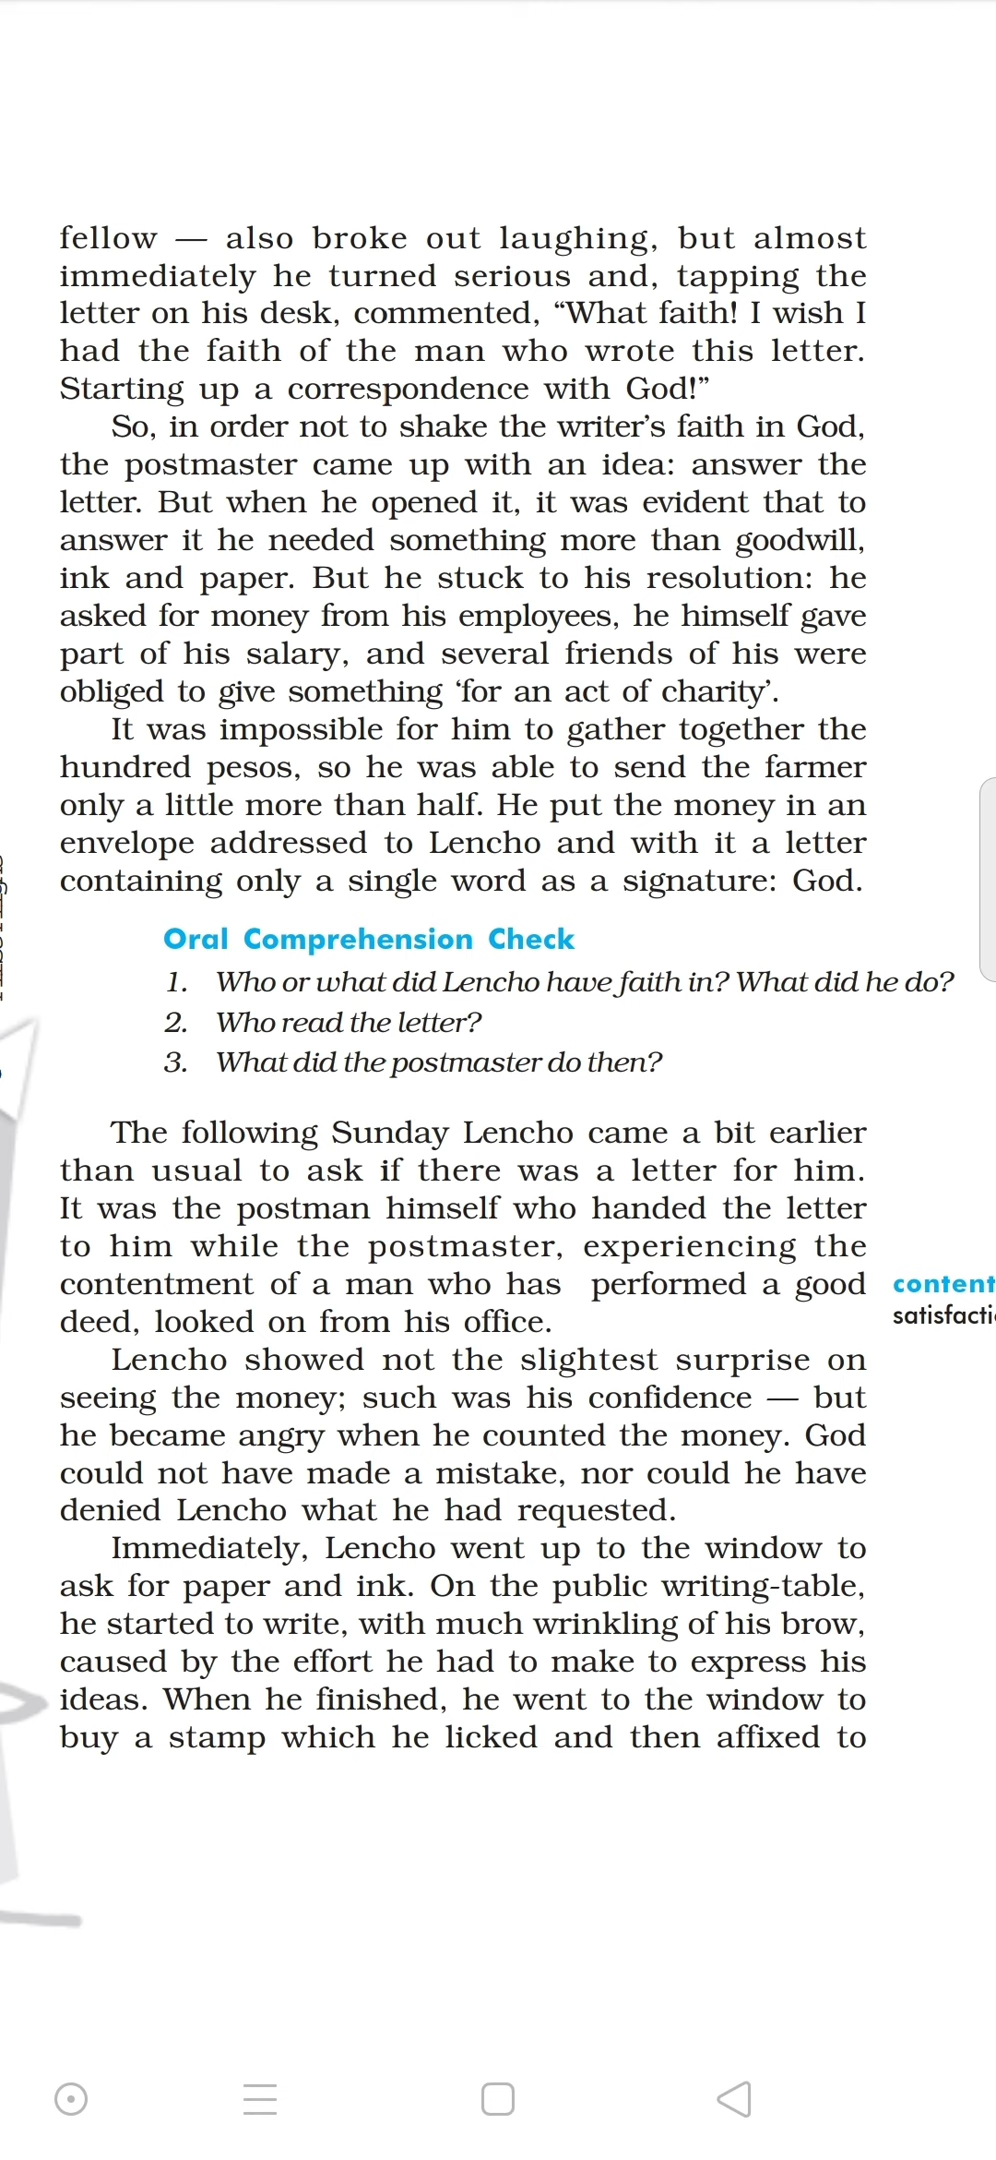 fellow — also broke out laughing, but almost
immediately he turned serious and, tapping the
letter on his desk, commented, “What faith! I wish I
had the faith of the man who wrote this letter.
Starting up a correspondence with God!”
So, in order not to shake the writer’s faith in God,
the postmaster came up with an idea: answer the
letter. But when he opened it, it was evident that to
answer it he needed something more than goodwill,
ink and paper. But he stuck to his resolution: he
asked for money from his employees, he himself gave
part of his salary, and several friends of his were
obliged to give something ‘for an act of charity’.
It was impossible for him to gather together the
hundred pesos, so he was able to send the farmer
only a little more than half. He put the money in an
envelope addressed to Lencho and with it a letter
containing only a single word as a signature: God.
Oral Comprehension Check
1. Who or what did Lencho have faith in? What did he do?
2. Who read the letter?
3. What did the postmaster do then?
The following Sunday Lencho came a bit earlier
than usual to ask if there was a letter for him.
It was the postman himself who handed the letter
to him while the postmaster, experiencing the
contentment of a man who has performed a good
deed, looked on from his office.
content
satisfacti
Lencho showed not the slightest surprise on
seeing the money; such was his confidence — but
he became angry when he counted the money. God
could not have made a mistake, nor could he have
denied Lencho what he had requested.
Immediately, Lencho went up to the window to
ask for paper and ink. On the public writing-table,
he started to write, with much wrinkling of his brow,
caused by the effort he had to make to express his
ideas. When he finished, he went to the window to
buy a stamp which he licked and then affixed to